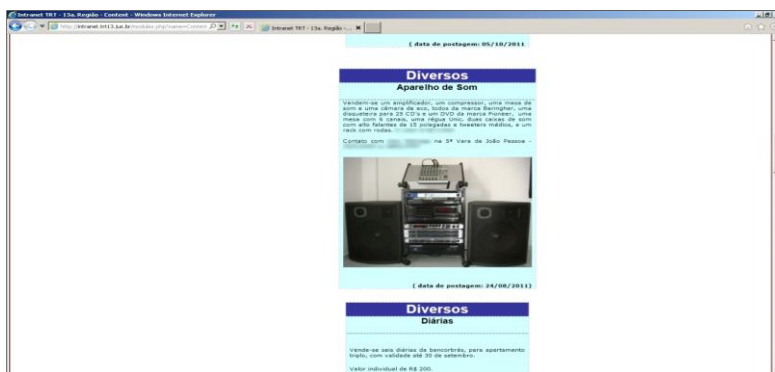 Intranet TRT - 13a. Região - Content - Windows Internet Explorer
Intranet TRT - 13a. Região -...
( data de postagem: 05/10/2011
Diversos
Aparelho de Som
Vendem-se um amplificador, um compressor, uma mesa de
som e uma câmera de eco, todos da marca Beringher, uma
disqueteira para 25 CD's e um DVD da marca Pioneer, uma
mesa com 6 canais, uma régua Unic, duas caixas de som
com alto falantes de 15 polegadas e tweeters médios, e um
rack com rodas.
Contato com na 5ª Vara de João Pessoa -
( data de postagem: 24/08/2011)
Diversos
Diárias
Vende-se seis diárias da bancorbrás, para apartamento
triplo, com validade até 30 de setembro.
Valor individual de R$ 200.